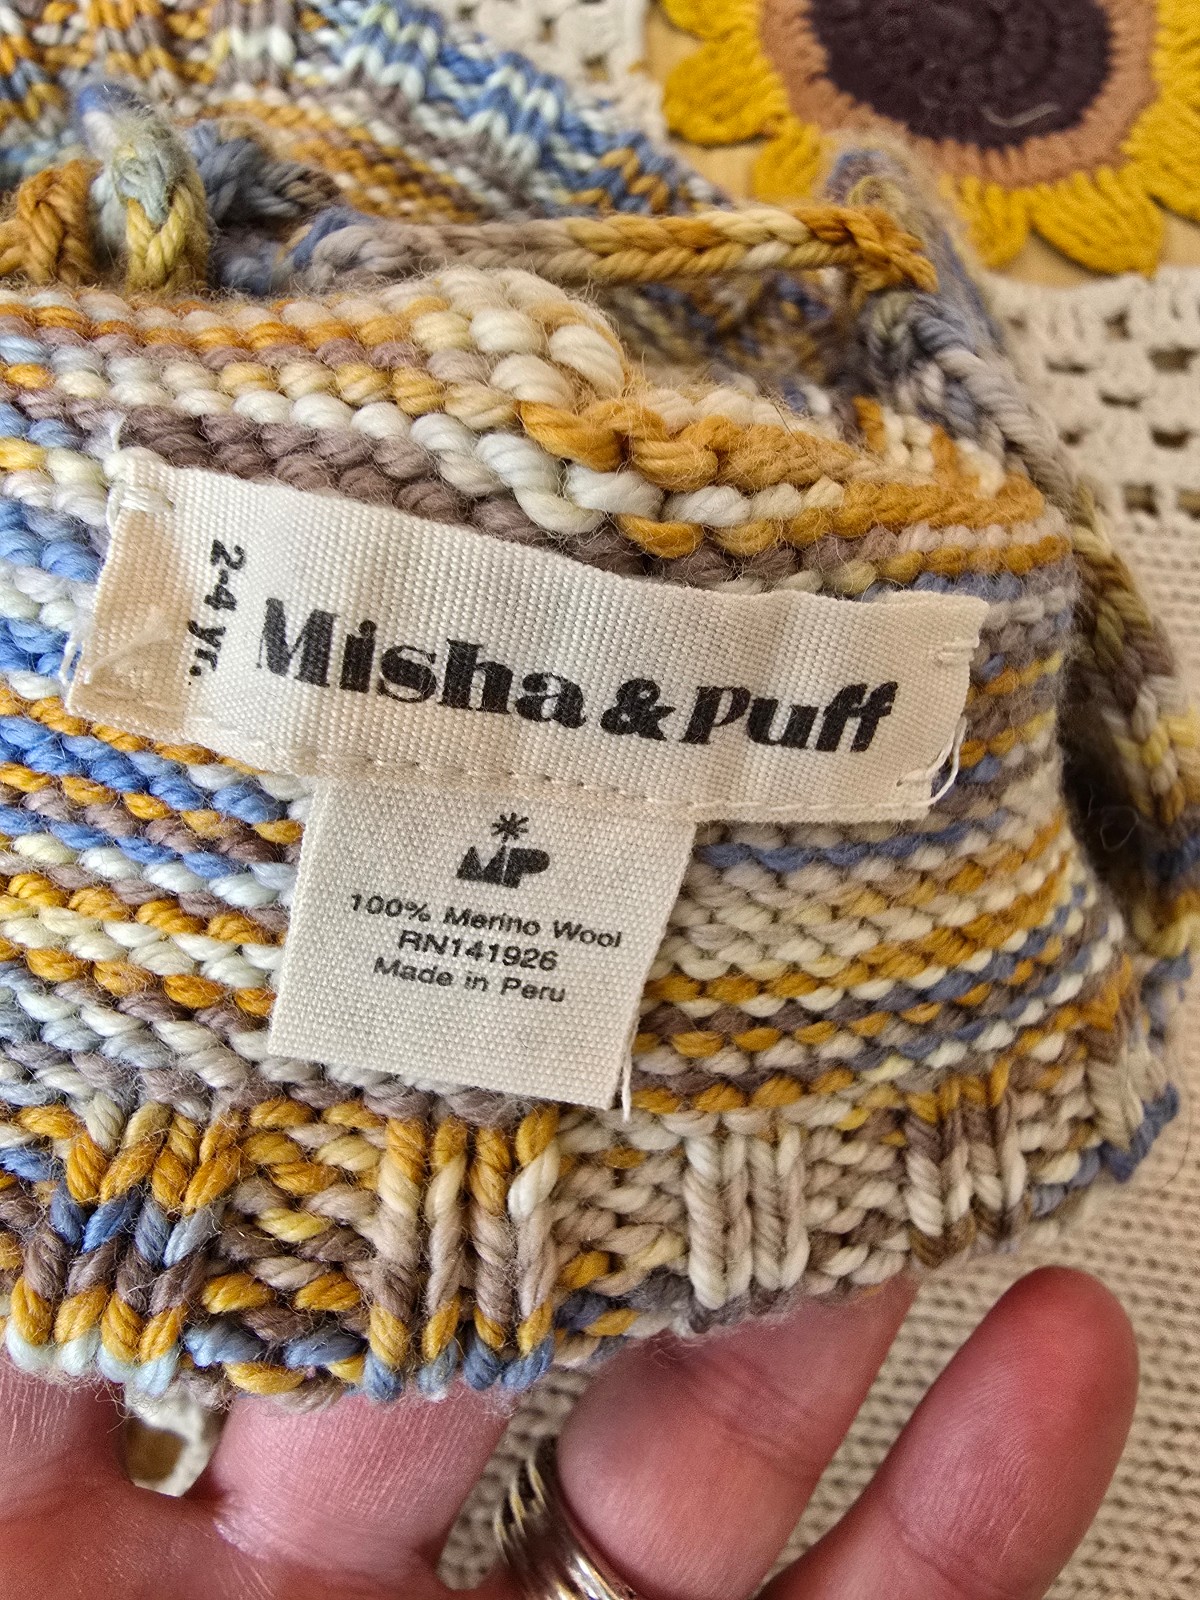 2-4 yr.
Misha & Puff
MP
100% Merino Wool
RN141926
Made in Peru